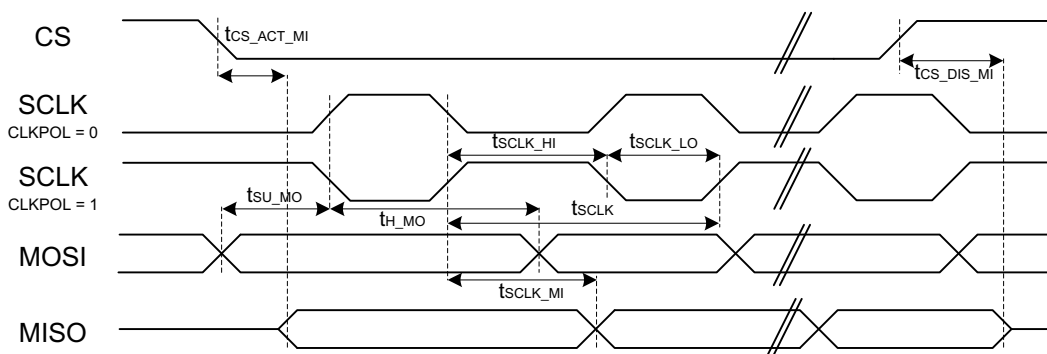 CS
tCS_ACT_MI
tCS_DIS_MI
SCLK
CLKPOL = 0
tSCLK_HI
tSCLK_LO
SCLK
CLKPOL = 1
tSU_MO
tH_MO
tSCLK
MOSI
tSCLK_MI
MISO